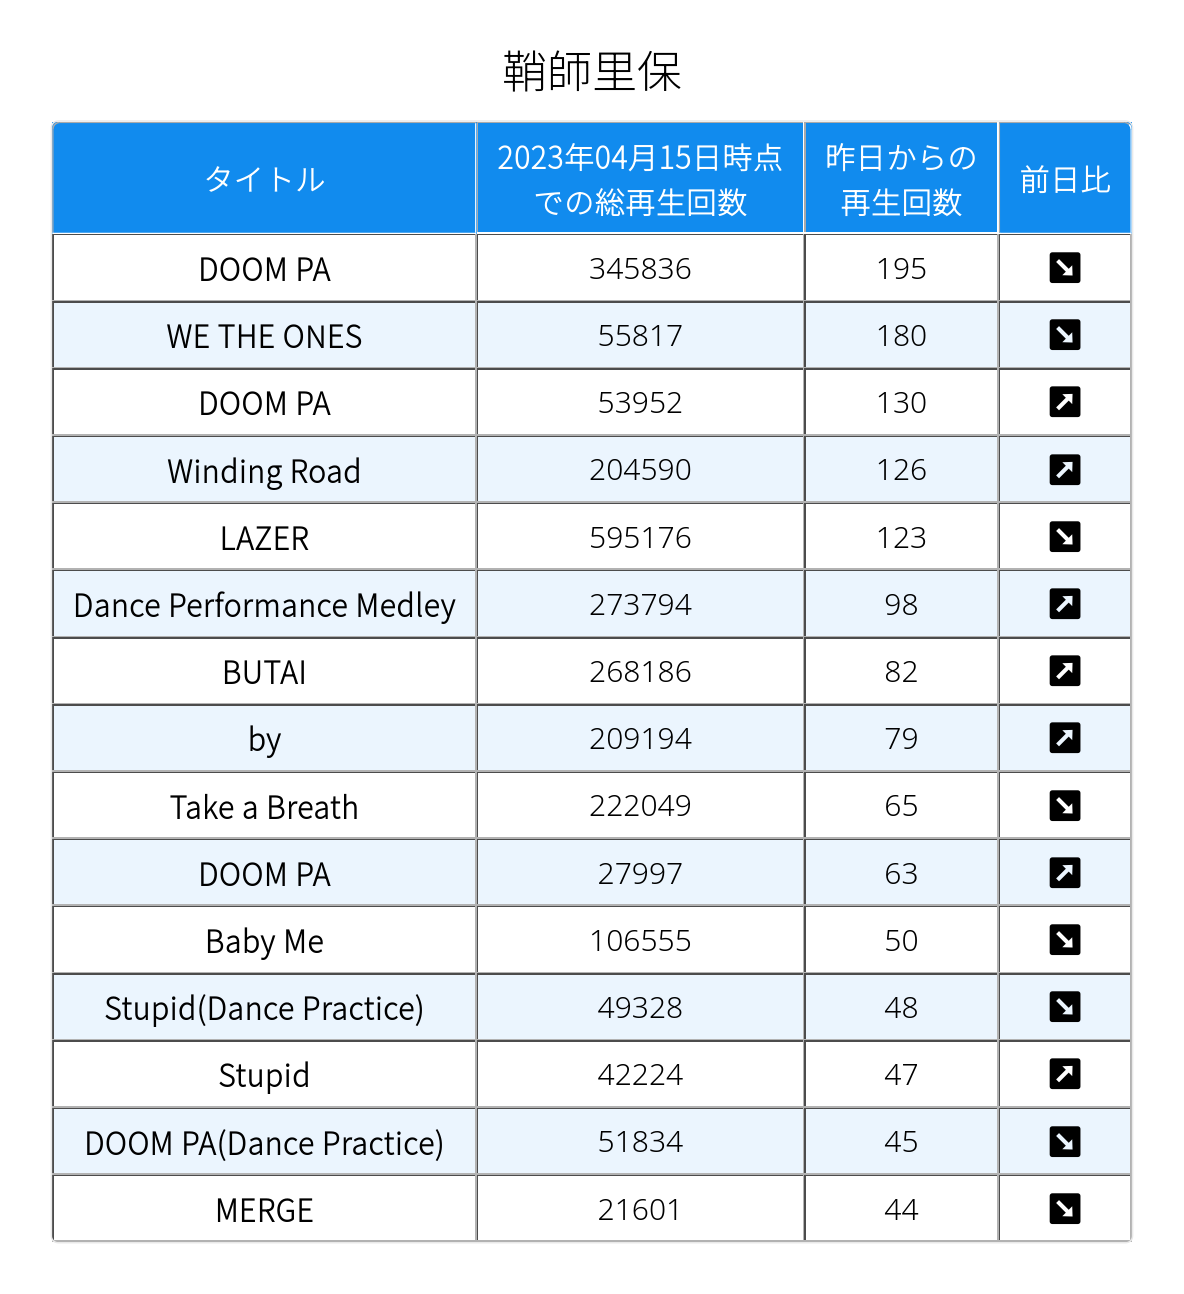 鞘師里保
タイトル
2023年04月15日時点
での総再生回数
昨日からの
再生回数
前日比
DOOM PA 345836 195 ↘
WE THE ONES 55817 180 ↘
DOOM PA 53952 130 ↗
Winding Road 204590 126 ↗
LAZER 595176 123 ↘
Dance Performance Medley 273794 98 ↗
BUTAI 268186 82 ↗
by 209194 79 ↗
Take a Breath 222049 65 ↘
DOOM PA 27997 63 ↗
Baby Me 106555 50 ↘
Stupid(Dance Practice) 49328 48 ↘
Stupid 42224 47 ↗
DOOM PA(Dance Practice) 51834 45 ↘
MERGE 21601 44 ↘